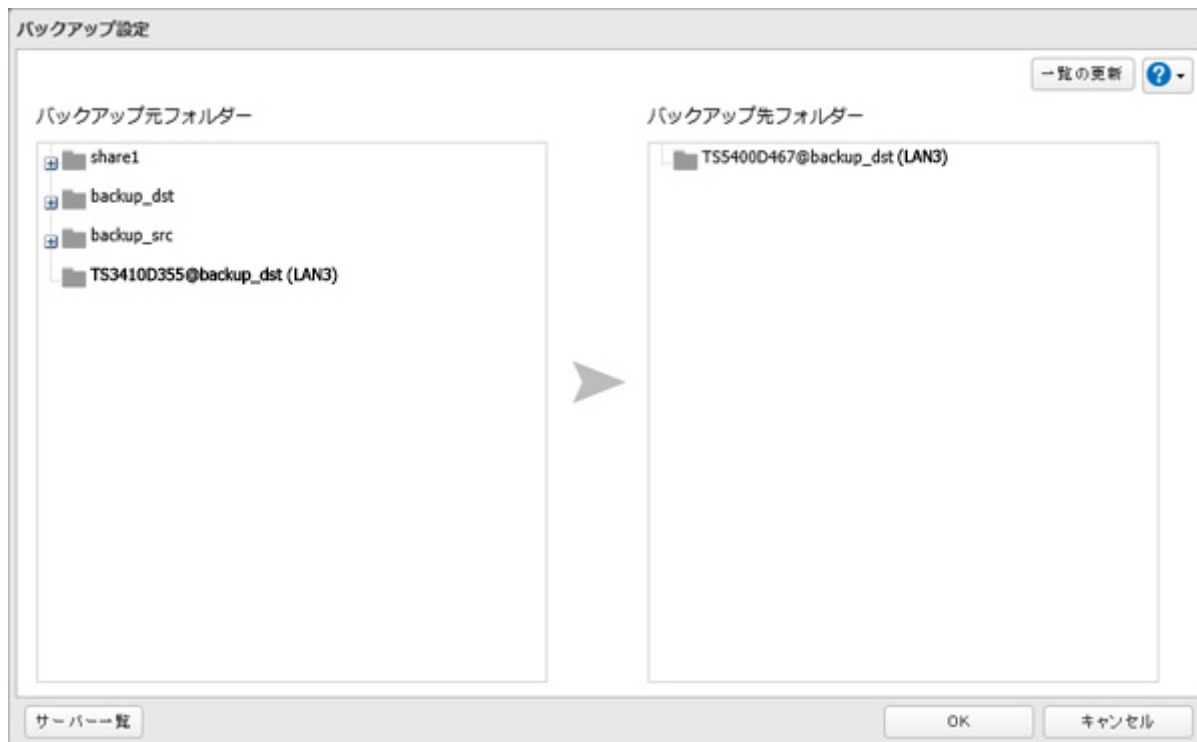 バックアップ設定
一覧の更新
バックアップ元フォルダー
バックアップ先フォルダー
share1
backup_dst
backup_src
TS3410D355@backup_dst (LAN3)
TS5400D467@backup_dst (LAN3)
サーバー一覧
OK
キャンセル